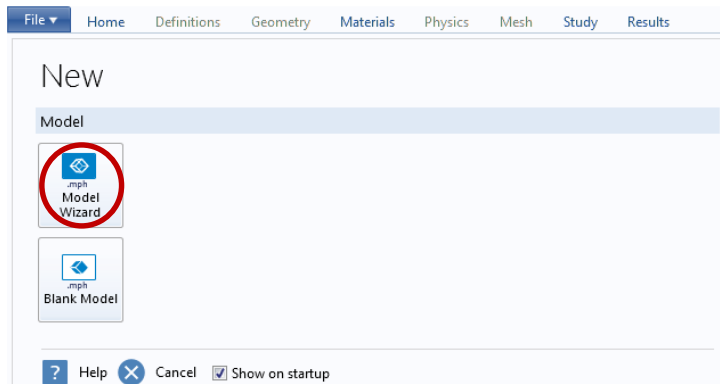 File Home Definitions Geometry Materials Physics Mesh Study Results
New
Model
.mph
Model
Wizard
.mph
Blank Model
? Help Cancel Show on startup